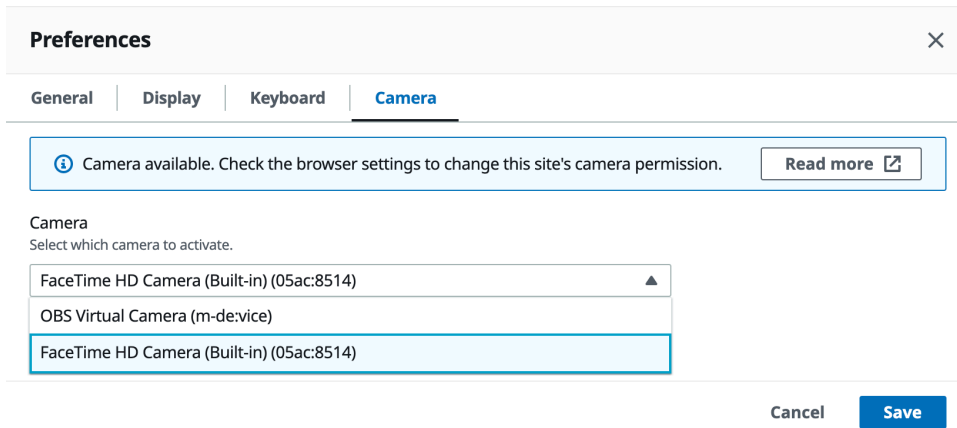 Preferences
General
Display
Keyboard
Camera
Camera available. Check the browser settings to change this site's camera permission.
Read more
Camera
Select which camera to activate.
FaceTime HD Camera (Built-in) (05ac:8514)
OBS Virtual Camera (m-de:vice)
FaceTime HD Camera (Built-in) (05ac:8514)
Cancel
Save